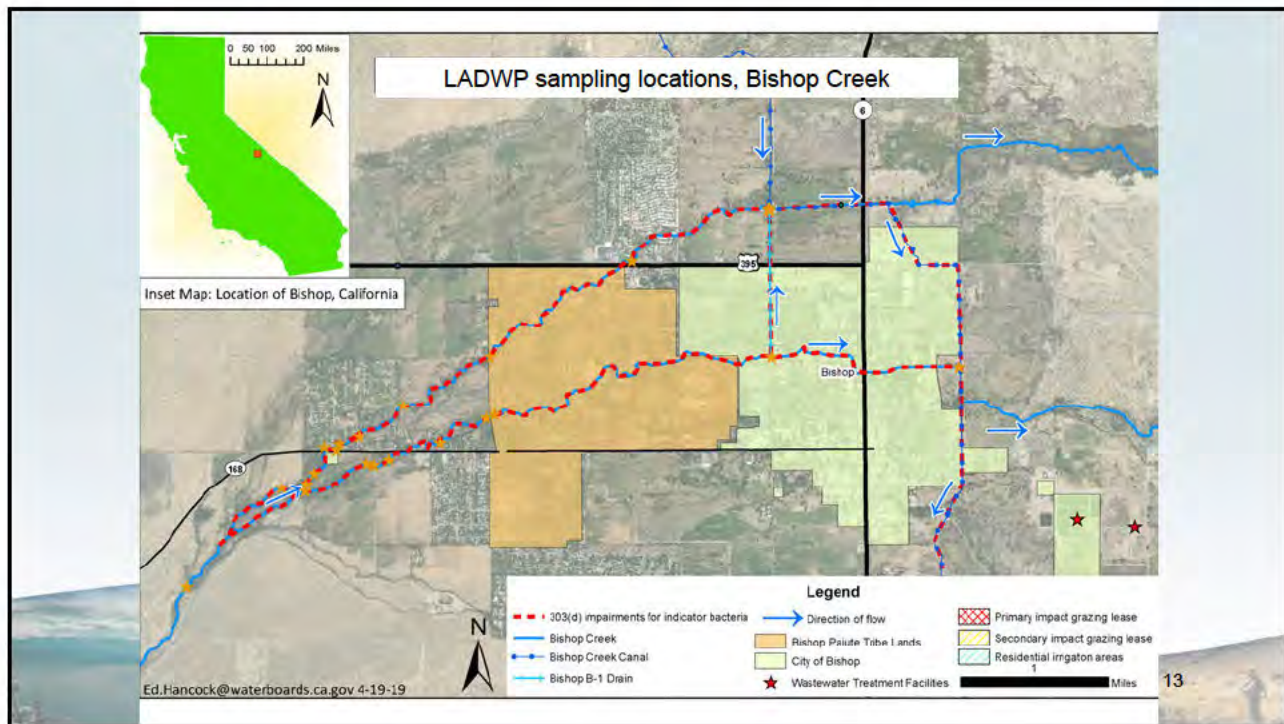 LADWP sampling locations, Bishop Creek
0 50 100 200 Miles
N
6
395
Inset Map: Location of Bishop, California
Bishop
168
Legend
303(d) impairments for indicator bacteria
Bishop Creek
Bishop Creek Canal
Bishop B-1 Drain
Direction of flow
Bishop Paiute Tribe Lands
City of Bishop
Wastewater Treatment Facilities
Primary impact grazing lease
Secondary impact grazing lease
Residential irrigaton areas
1
Miles
N
Ed.Hancock@waterboards.ca.gov 4-19-19
13